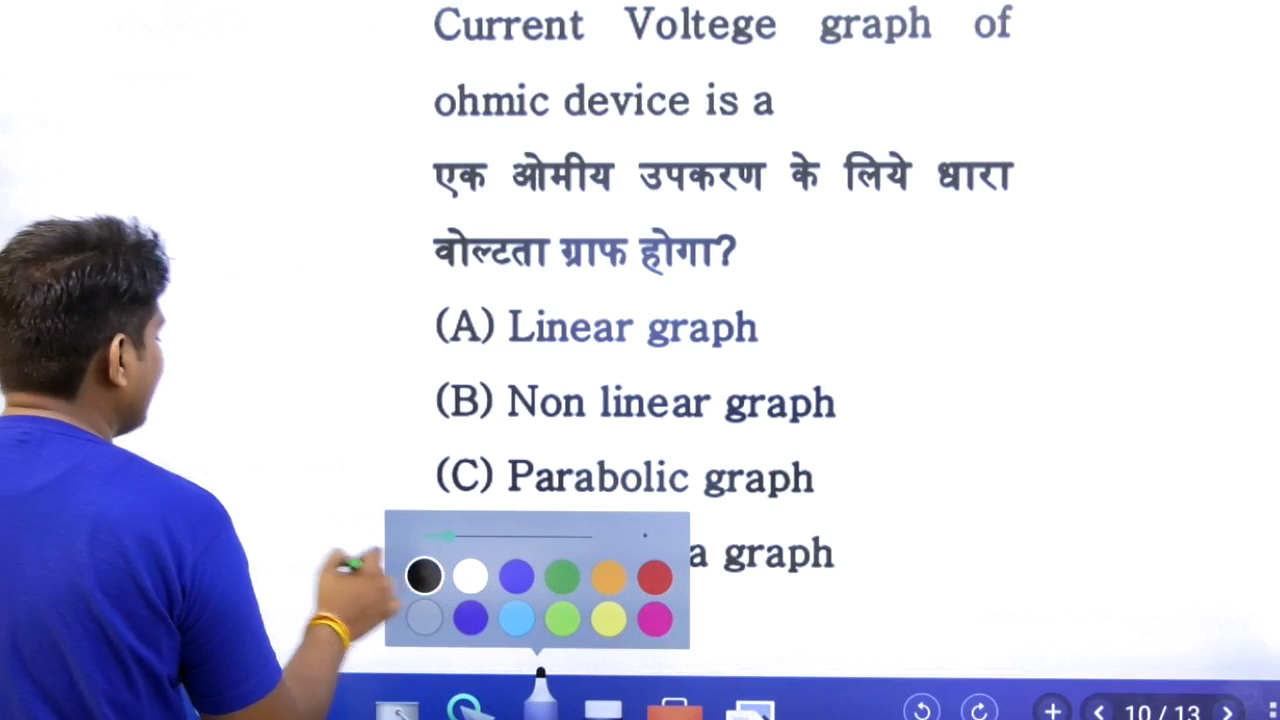 Current Voltege graph of
ohmic device is a
एक ओमीय उपकरण के लिये धारा
वोल्टता ग्राफ होगा?
(A) Linear graph
(B) Non linear graph
(C) Parabolic graph
a graph
10/13